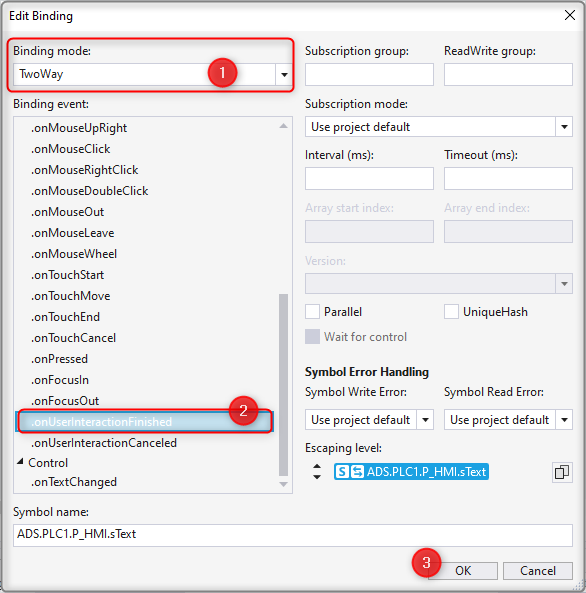 Edit Binding
Binding mode:
TwoWay
1
Binding event:
.onMouseUpRight
.onMouseClick
.onMouseRightClick
.onMouseDoubleClick
.onMouseOut
.onMouseLeave
.onMouseWheel
.onTouchStart
.onTouchMove
.onTouchEnd
.onTouchCancel
.onPressed
.onFocusIn
.onFocusOut
.onUserInteractionFinished
2
.onUserInteractionCanceled
Control
.onTextChanged
Subscription group: ReadWrite group:
Subscription mode:
Use project default
Interval (ms): Timeout (ms):
Array start index: Array end index:
Version:
Parallel UniqueHash
Wait for control
Symbol Error Handling
Symbol Write Error: Symbol Read Error:
Use project default Use project default
Escaping level:
S ADS.PLC1.P_HMI.sText
Symbol name:
ADS.PLC1.P_HMI.sText
3
OK Cancel